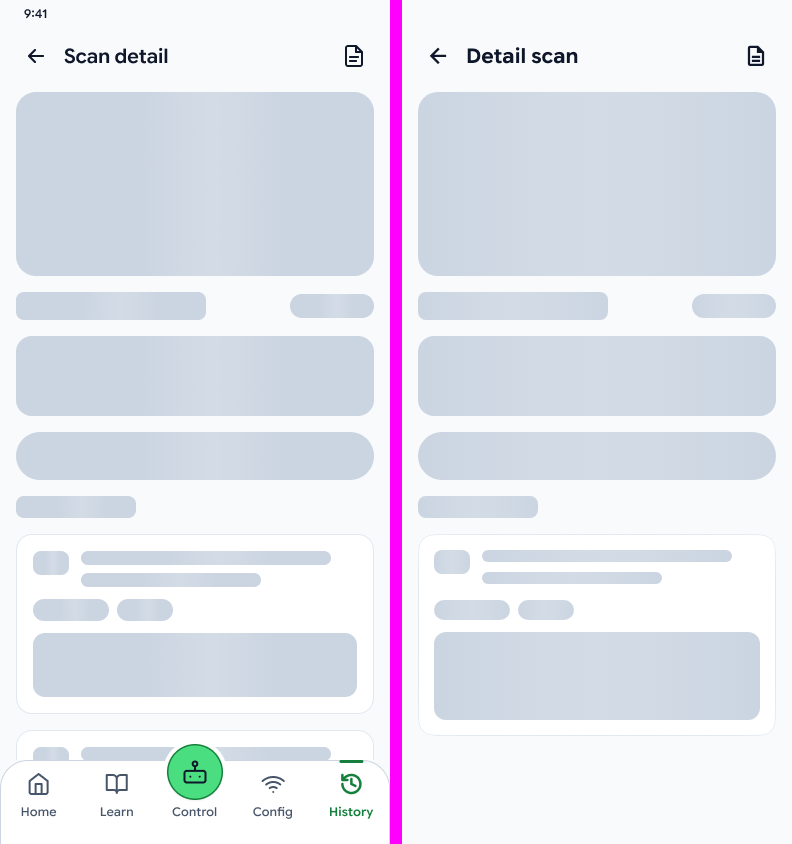 9:41
Scan detail
Detail scan
Home
Learn
Control
Config
History